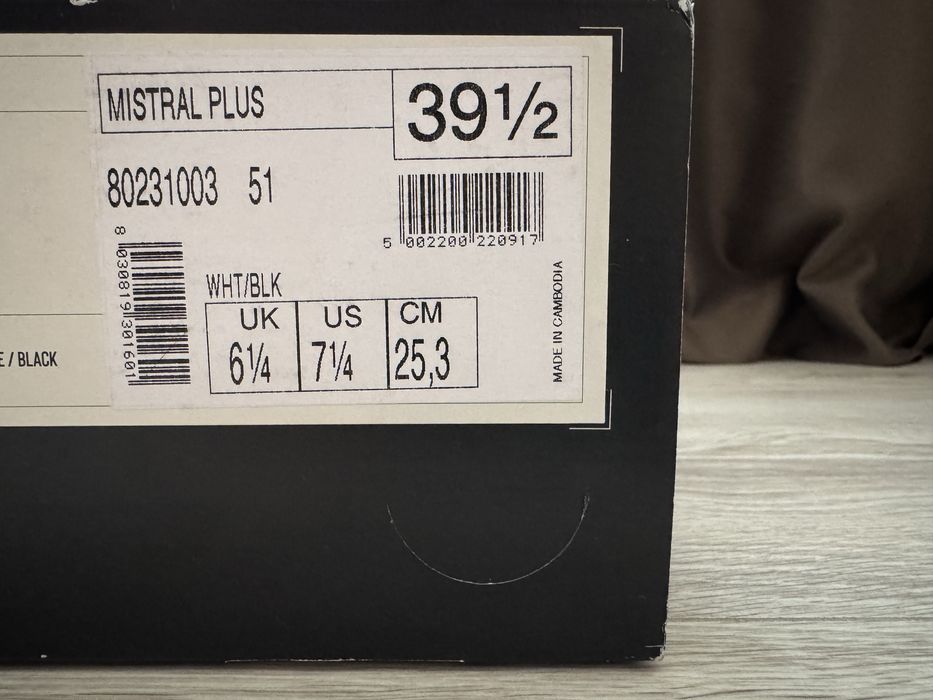 MISTRAL PLUS
39½
80231003 51
5 002200 220917
8 030819 301601
WHT/BLK
UK US CM
6¼ 7¼ 25,3
MADE IN CAMBODIA
E / BLACK